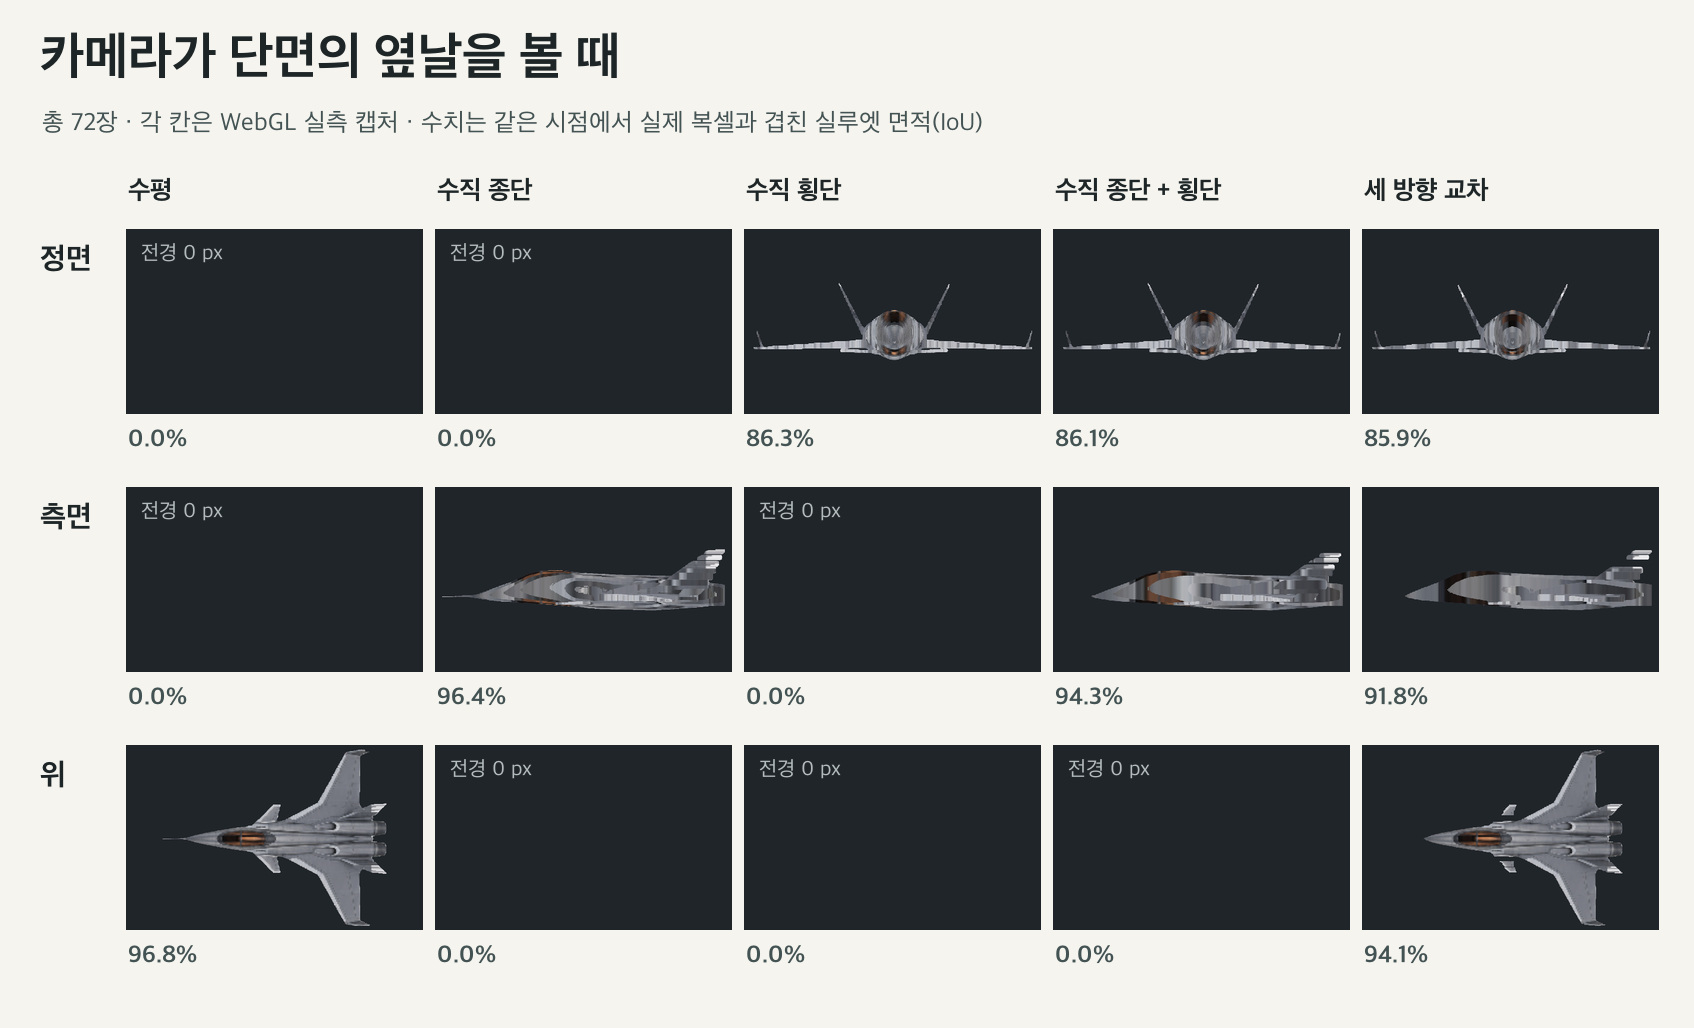 카메라가 단면의 옆날을 볼 때
총 72장 · 각 칸은 WebGL 실측 캡처 · 수치는 같은 시점에서 실제 복셀과 겹친 실루엣 면적(IoU)
수평 수직 종단 수직 횡단 수직 종단 + 횡단 세 방향 교차
정면 전경 0 px 전경 0 px
0.0% 0.0% 86.3% 86.1% 85.9%
측면 전경 0 px 전경 0 px
0.0% 96.4% 0.0% 94.3% 91.8%
위 전경 0 px 전경 0 px 전경 0 px
96.8% 0.0% 0.0% 0.0% 94.1%